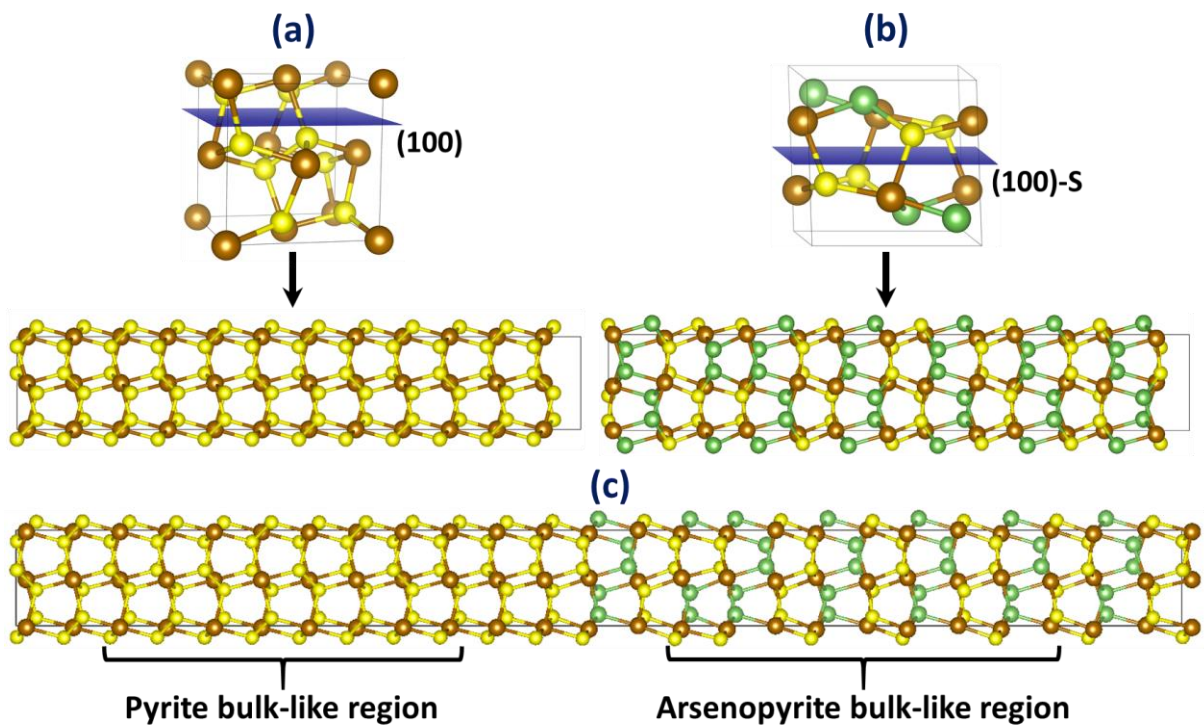 (a)
(b)
(100)
(100)-S
(c)
Pyrite bulk-like region
Arsenopyrite bulk-like region